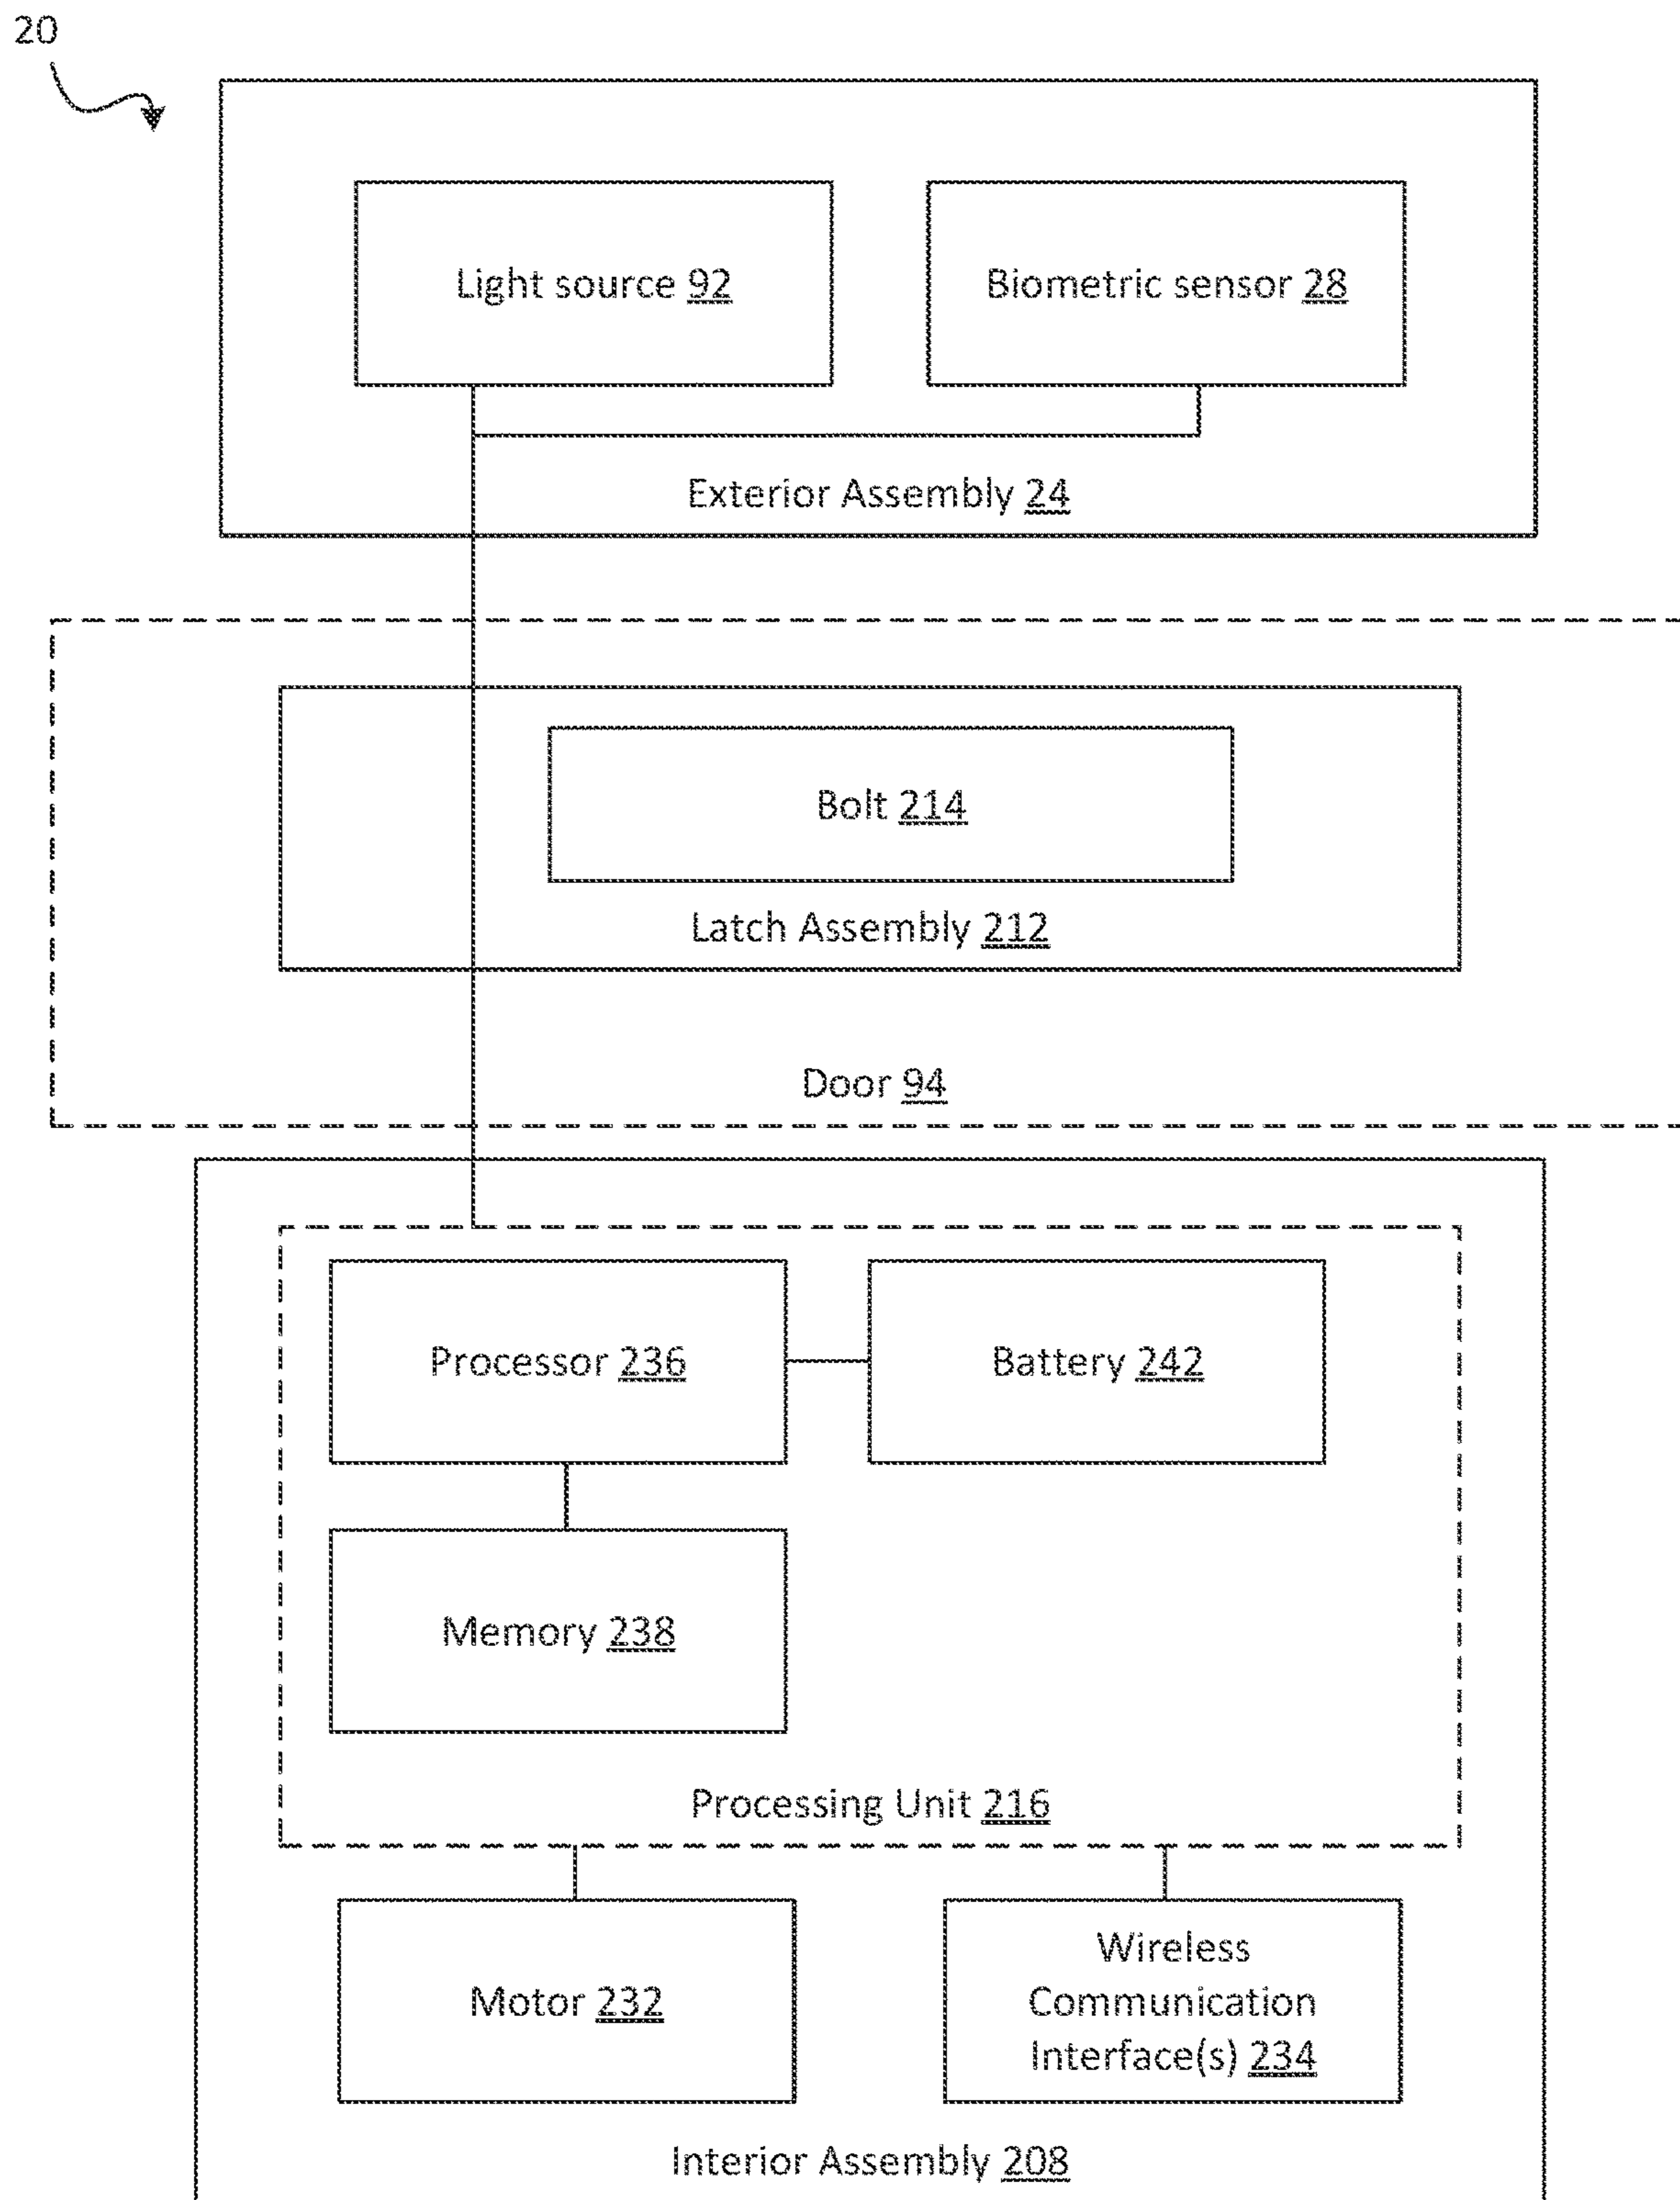 20
Light source 92
Biometric sensor 28
Exterior Assembly 24
Bolt 214
Latch Assembly 212
Door 94
Processor 236
Battery 242
Memory 238
Processing Unit 216
Motor 232
Wireless
Communication
Interface(s) 234
Interior Assembly 208